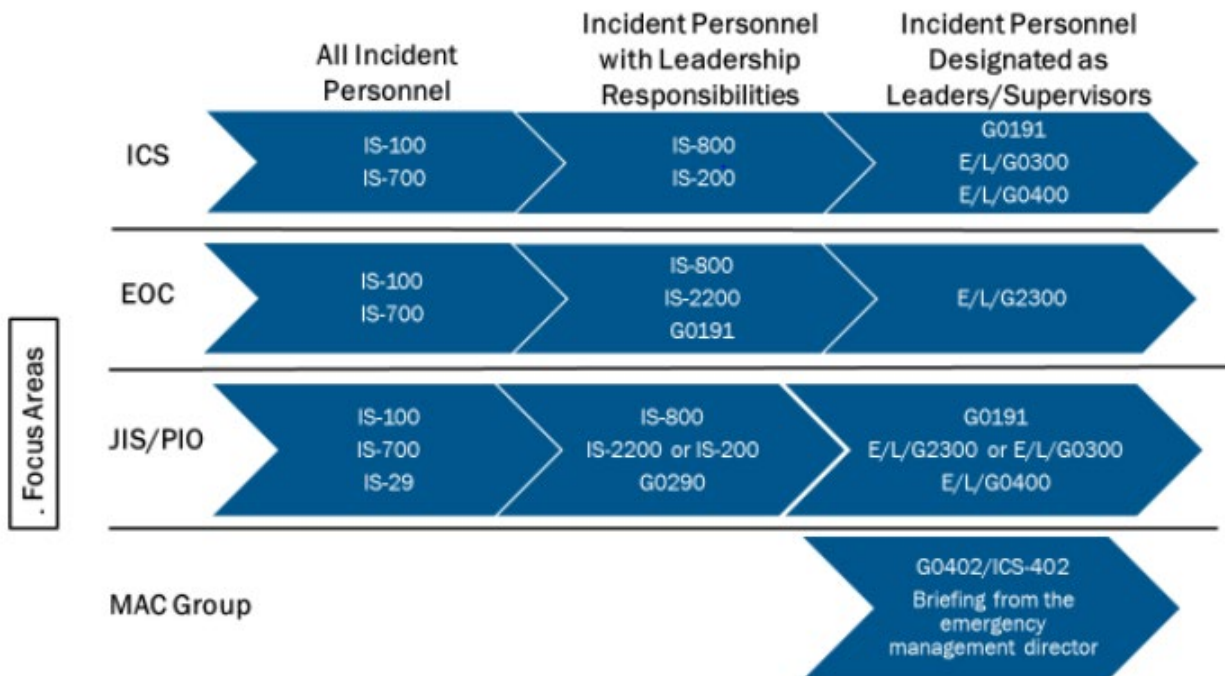 All Incident
Personnel
Incident Personnel
with Leadership
Responsibilities
Incident Personnel
Designated as
Leaders/Supervisors
ICS
IS-100
IS-700
IS-800
IS-200
G0191
E/L/G0300
E/L/G0400
EOC
IS-100
IS-700
IS-800
IS-2200
G0191
E/L/G2300
. Focus Areas
JIS/PIO
IS-100
IS-700
IS-29
IS-800
IS-2200 or IS-200
G0290
G0191
E/L/G2300 or E/L/G0300
E/L/G0400
MAC Group
G0402/ICS-402
Briefing from the
emergency
management director